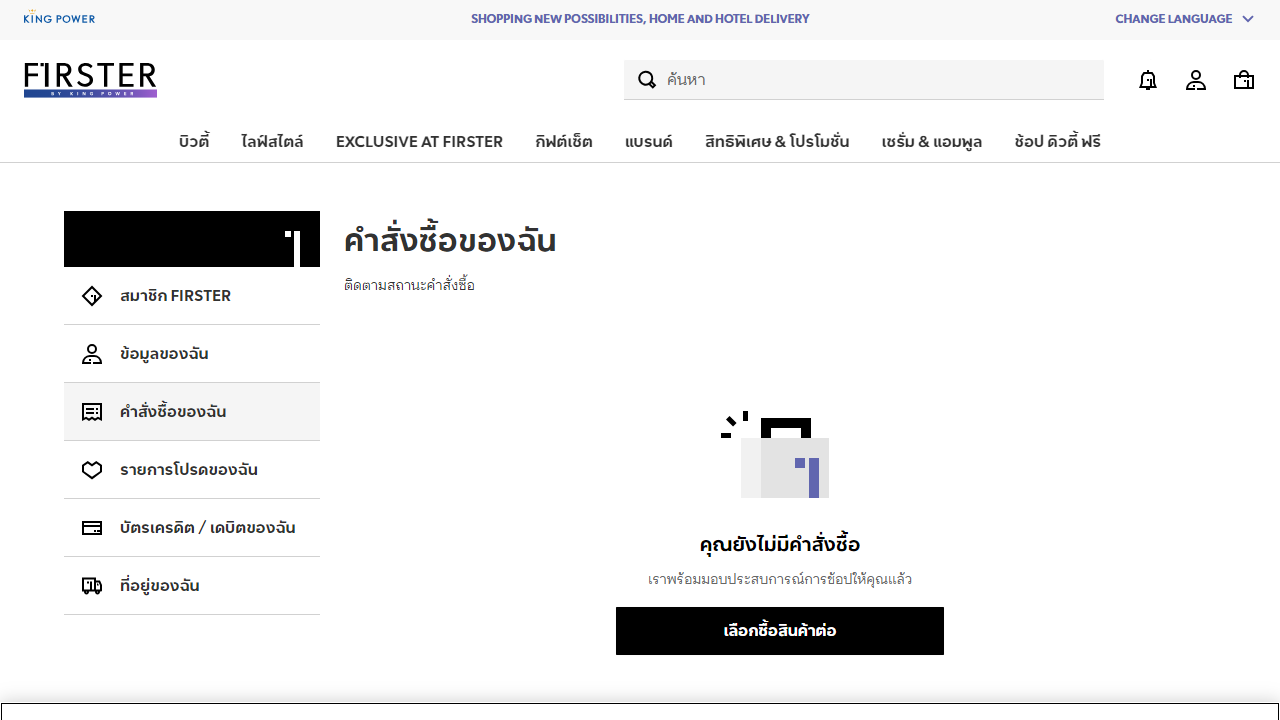 KING POWER
SHOPPING NEW POSSIBILITIES, HOME AND HOTEL DELIVERY
CHANGE LANGUAGE
FIRSTER
BY KING POWER
ค้นหา
บิวตี้
ไลฟ์สไตล์
EXCLUSIVE AT FIRSTER
กิฟต์เซ็ต
แบรนด์
สิทธิพิเศษ & โปรโมชั่น
เซรั่ม & แอมพูล
ช้อป ดิวตี้ ฟรี
สมาชิก FIRSTER
ข้อมูลของฉัน
คำสั่งซื้อของฉัน
รายการโปรดของฉัน
บัตรเครดิต / เดบิตของฉัน
ที่อยู่ของฉัน
คำสั่งซื้อของฉัน
ติดตามสถานะคำสั่งซื้อ
คุณยังไม่มีคำสั่งซื้อ
เราพร้อมมอบประสบการณ์การช้อปให้คุณแล้ว
เลือกซื้อสินค้าต่อ